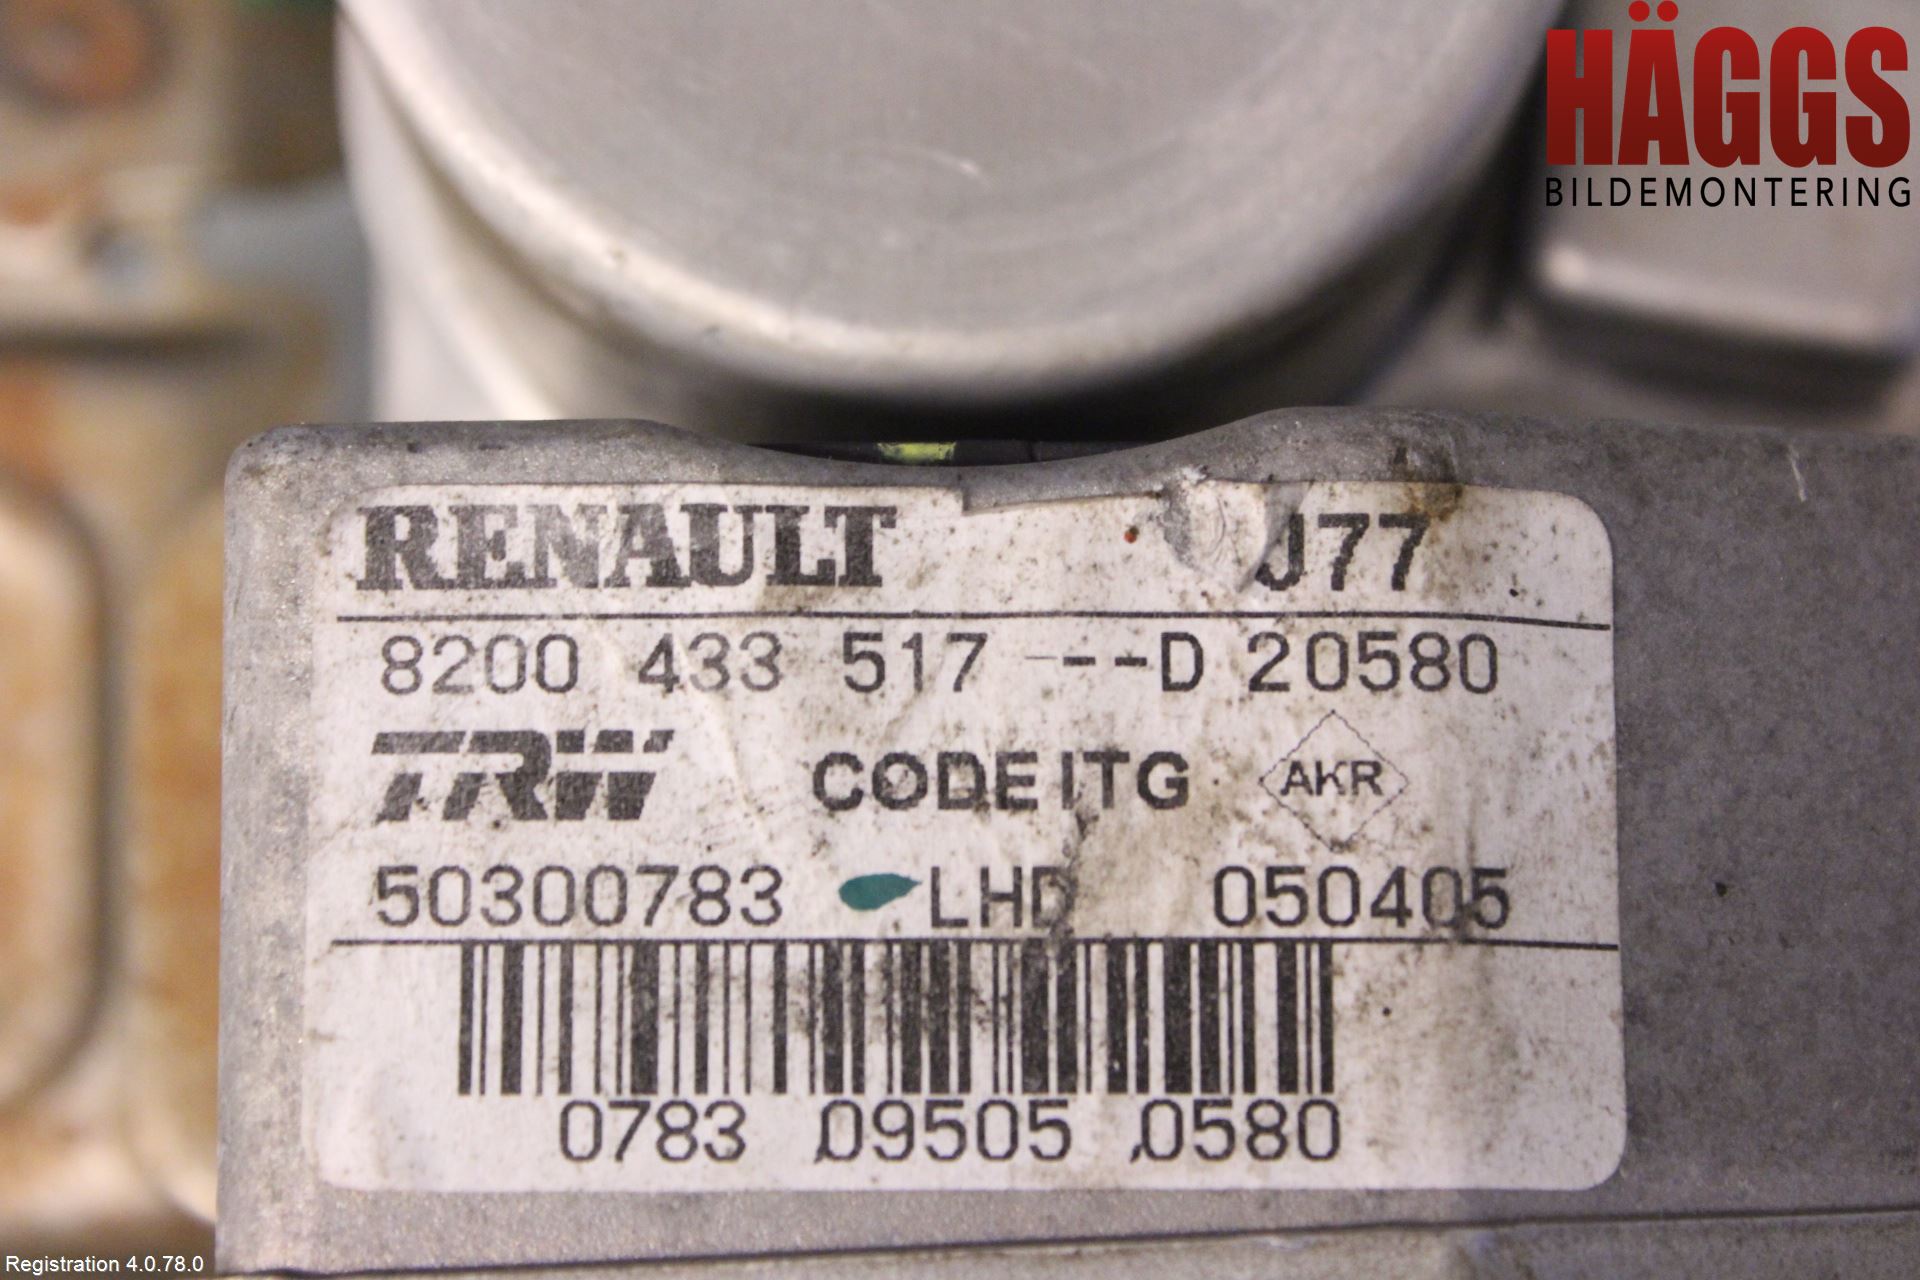 HÄGGS
BILDEMONTERING
RENAULT J77
8200 433 517 ---D 20580
TRW CODE ITG AKR
50300783 LHD 050405
0783 09505 0580
Registration 4.0.78.0